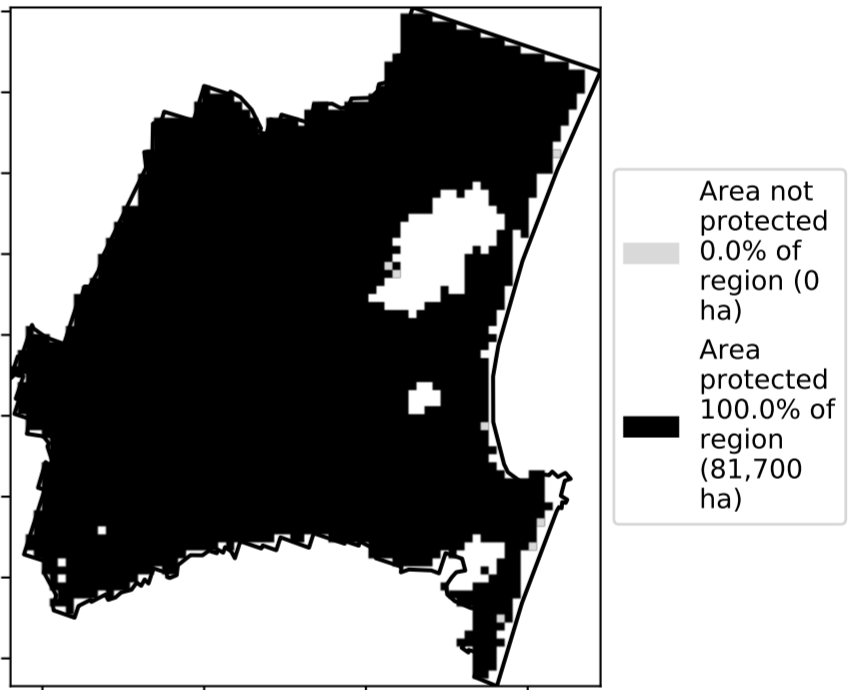 Area not
protected
0.0% of
region (0
ha)
Area
protected
100.0% of
region
(81,700
ha)